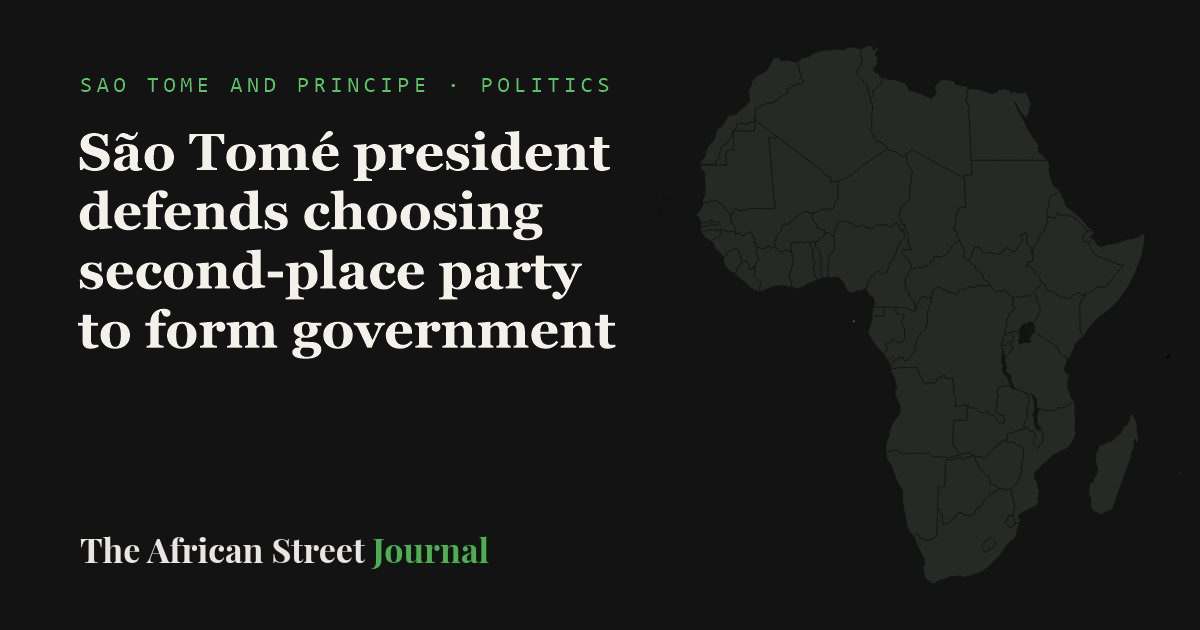 SAO TOME AND PRINCIPE · POLITICS
São Tomé president
defends choosing
second-place party
to form government
The African Street Journal